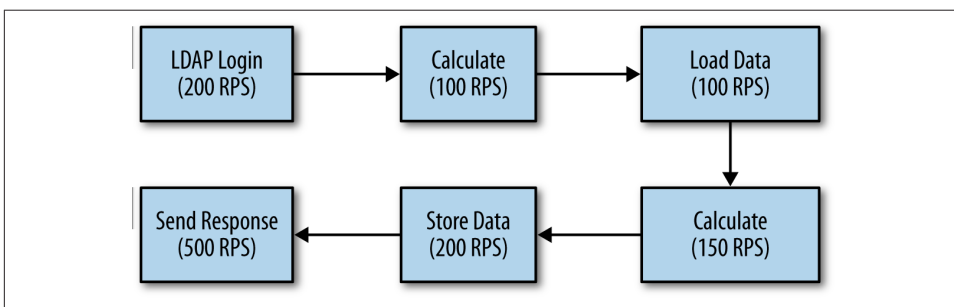 LDAP Login
(200 RPS)
Calculate
(100 RPS)
Load Data
(100 RPS)
Calculate
(150 RPS)
Store Data
(200 RPS)
Send Response
(500 RPS)